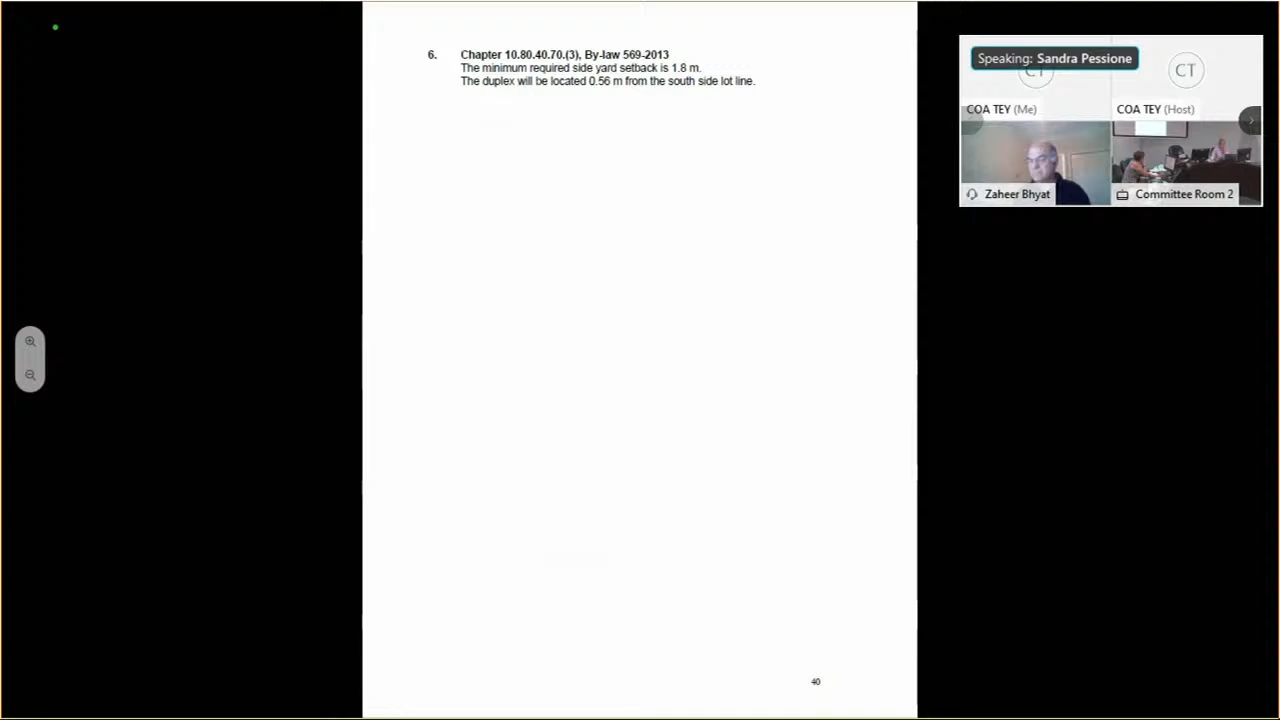 6. Chapter 10.80.40.70.(3), By-law 569-2013
The minimum required side yard setback is 1.8 m.
The duplex will be located 0.56 m from the south side lot line.
40
Speaking: Sandra Pessione
CT
CT
COA TEY (Me)
COA TEY (Host)
Zaheer Bhyat
Committee Room 2